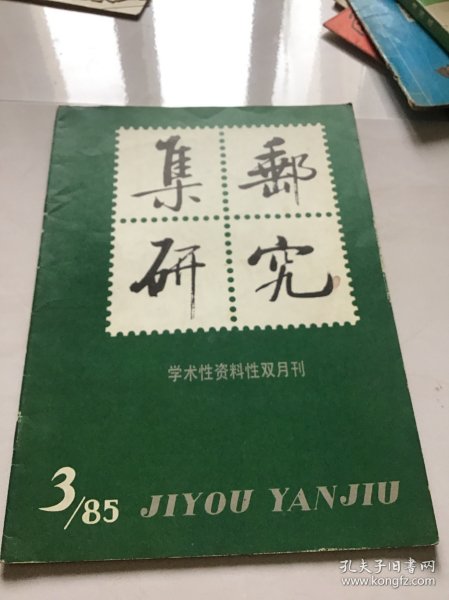 集郵
研究
学术性资料性双月刊
3/85 JIYOU YANJIU
孔夫子旧书网
www.kongfz.com